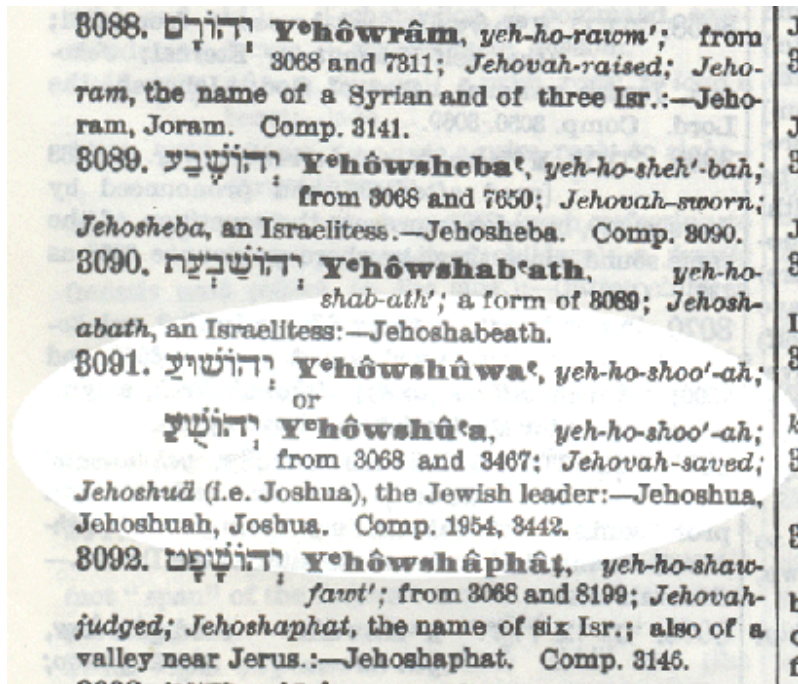 3088. יְהוֹרָם Yᵉhôwrâm, yeh-ho-rawm'; from
3068 and 7311; Jehovah-raised; Jeho-
ram, the name of a Syrian and of three Isr.:—Jeho
ram, Joram. Comp. 3141.
3089. יְהוֹשֶׁבַע Yᵉhôwshebaʻ, yeh-ho-sheh'-bah;
from 3068 and 7650; Jehovah-sworn;
Jehosheba, an Israelitess.—Jehosheba. Comp. 3090.
3090. יְהוֹשַׁבְעַת Yᵉhôwshabʻath, yeh-ho-
shab-ath'; a form of 3089; Jehosh-
abath, an Israelitess:—Jehoshabeath.
3091. יְהוֹשׁוּעַ Yᵉhôwshûwaʻ, yeh-ho-shoo'-ah;
or
יְהוֹשֻׁעַ Yᵉhôwshûʻa, yeh-ho-shoo'-ah;
from 3068 and 3467; Jehovah-saved;
Jehoshuä (i.e. Joshua), the Jewish leader:—Jehoshua,
Jehoshuah, Joshua. Comp. 1954, 3442.
3092. יְהוֹשָׁפָט Yᵉhôwshâphâṭ, yeh-ho-shaw-
fawt'; from 3068 and 8199; Jehovah-
judged; Jehoshaphat, the name of six Isr.; also of a
valley near Jerus.:—Jehoshaphat. Comp. 3146.